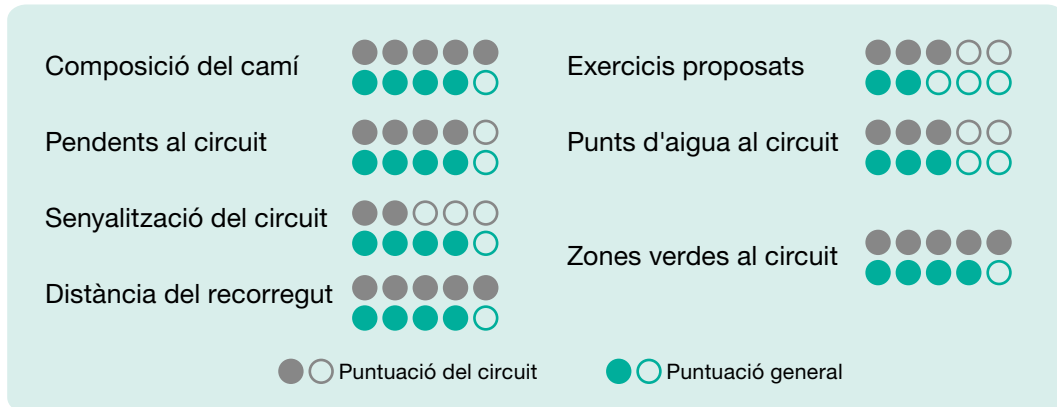 Composició del camí
Pendents al circuit
Senyalització del circuit
Distància del recorregut
Exercicis proposats
Punts d'aigua al circuit
Zones verdes al circuit
Puntuació del circuit
Puntuació general